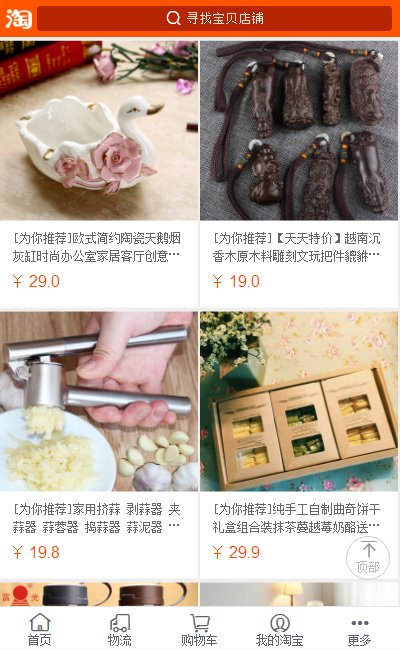 淘
寻找宝贝店铺
[为你推荐]欧式简约陶瓷天鹅烟
灰缸时尚办公室家居客厅创意···
¥ 29.0
[为你推荐]【天天特价】越南沉
香木原木料雕刻文玩把件貔貅···
¥ 19.0
[为你推荐]家用挤蒜 剥蒜器 夹
蒜器 蒜蓉器 捣蒜器 蒜泥器 ···
¥ 19.8
[为你推荐]纯手工自制曲奇饼干
礼盒组合装抹茶蔓越莓奶酪送···
¥ 29.9
顶部
富 光
首页
物流
购物车
我的淘宝
更多